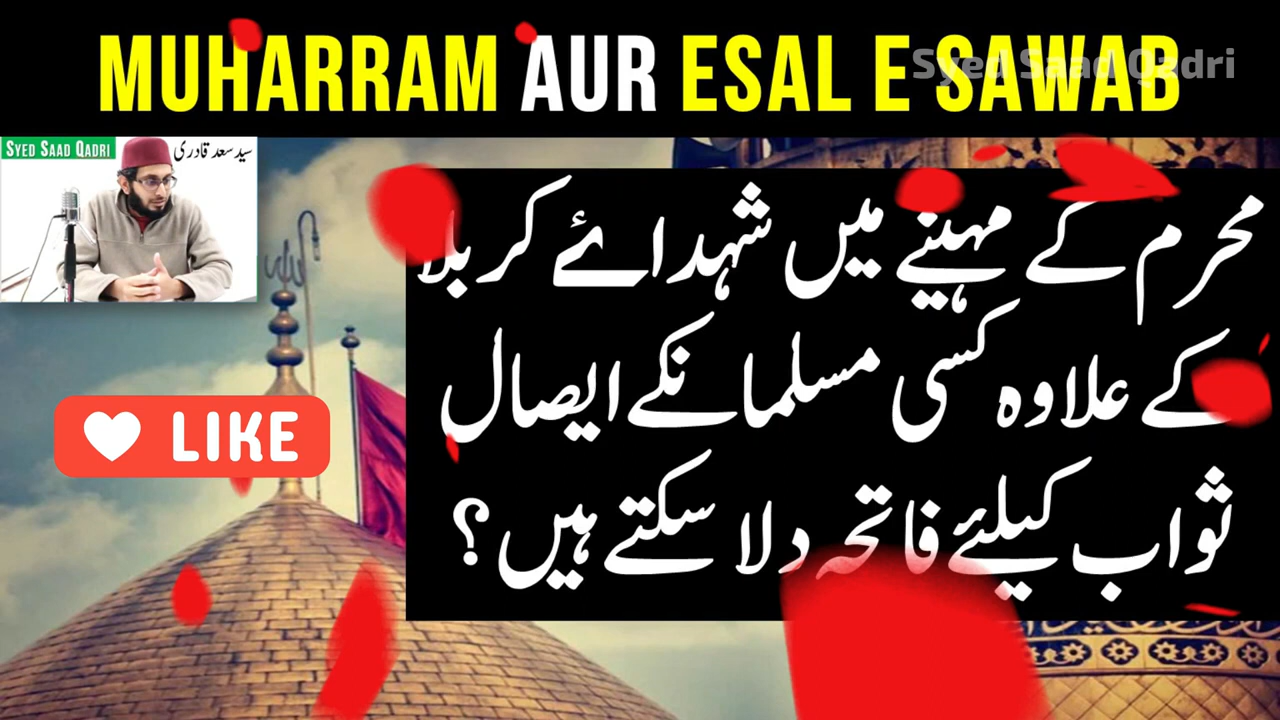 MUHARRAM AUR ESAL E SAWAB
Syed Saad Qadri
SYED SAAD QADRI
سید سعد قادری
محرم کے مہینے میں شہدائے کربلا
کے علاوہ کسی مسلمانکے ایصال
ثواب کیلئے فاتحہ دلا سکتے ہیں؟
LIKE